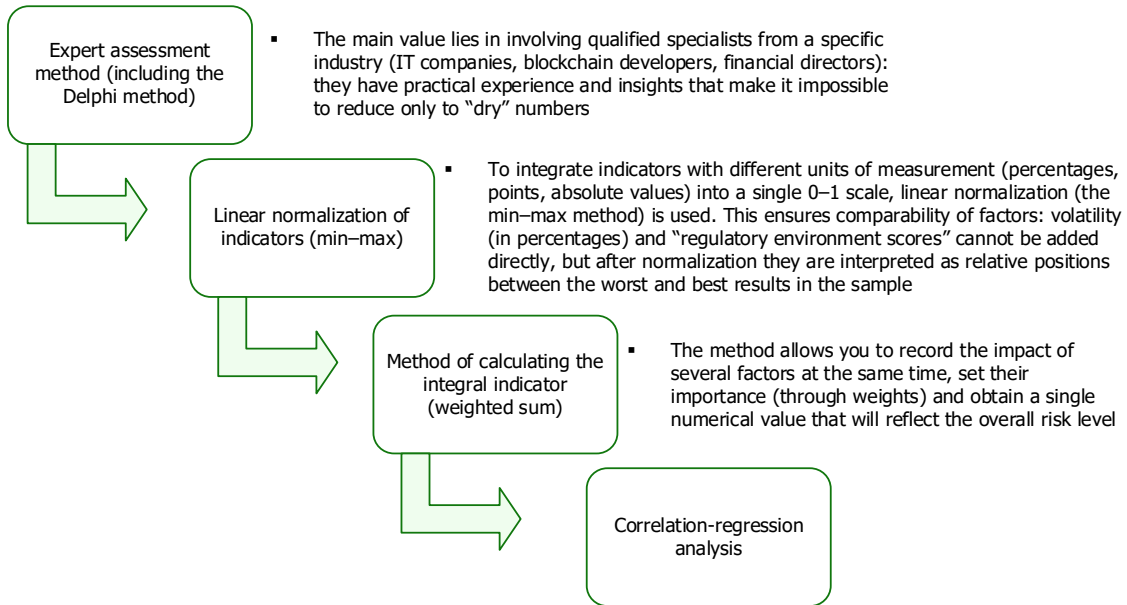 Expert assessment
method (including the
Delphi method)
▪ The main value lies in involving qualified specialists from a specific
industry (IT companies, blockchain developers, financial directors):
they have practical experience and insights that make it impossible
to reduce only to “dry” numbers
Linear normalization of
indicators (min–max)
▪ To integrate indicators with different units of measurement (percentages,
points, absolute values) into a single 0–1 scale, linear normalization (the
min–max method) is used. This ensures comparability of factors: volatility
(in percentages) and “regulatory environment scores” cannot be added
directly, but after normalization they are interpreted as relative positions
between the worst and best results in the sample
Method of calculating the
integral indicator
(weighted sum)
▪ The method allows you to record the impact of
several factors at the same time, set their
importance (through weights) and obtain a single
numerical value that will reflect the overall risk level
Correlation-regression
analysis